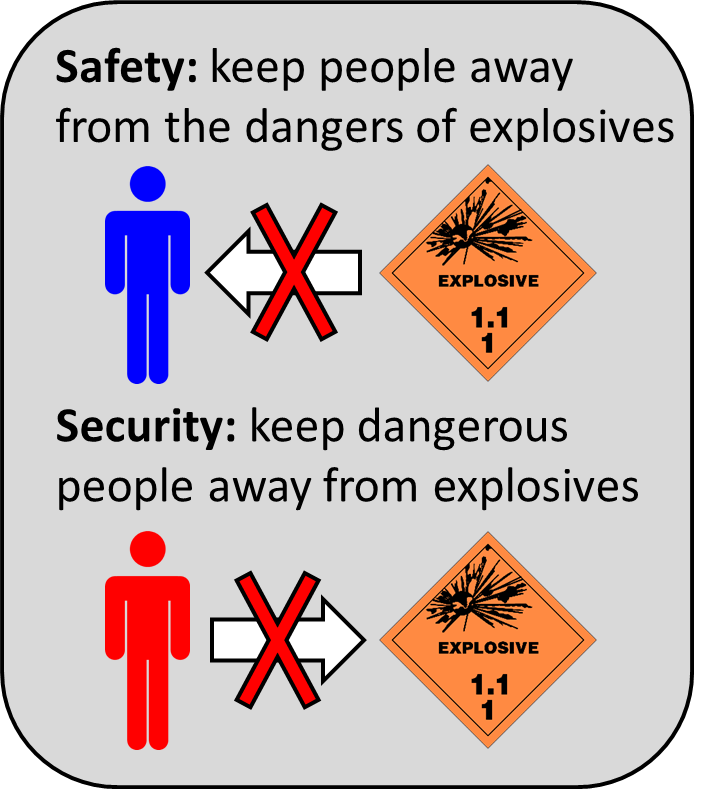 Safety: keep people away
from the dangers of explosives
EXPLOSIVE
1.1
1
Security: keep dangerous
people away from explosives
EXPLOSIVE
1.1
1